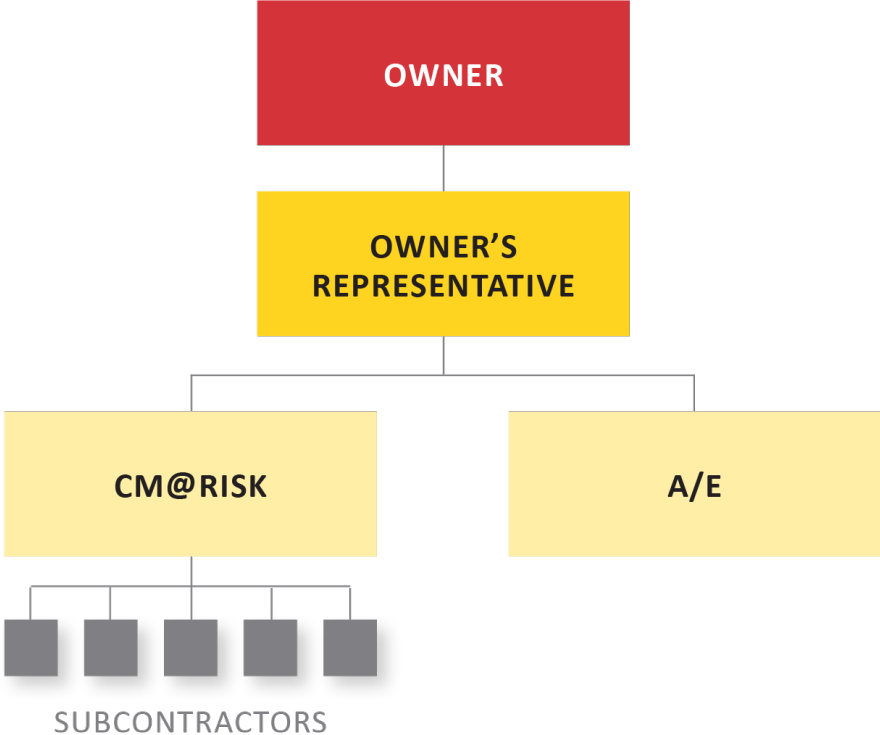 OWNER
OWNER’S
REPRESENTATIVE
CM@RISK
A/E
SUBCONTRACTORS